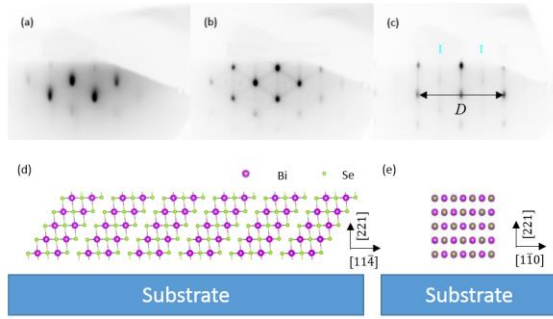 (a) (b) (c)
D
(d) Bi Se (e)
[221] [221]
[114̄] [11̄0]
Substrate Substrate